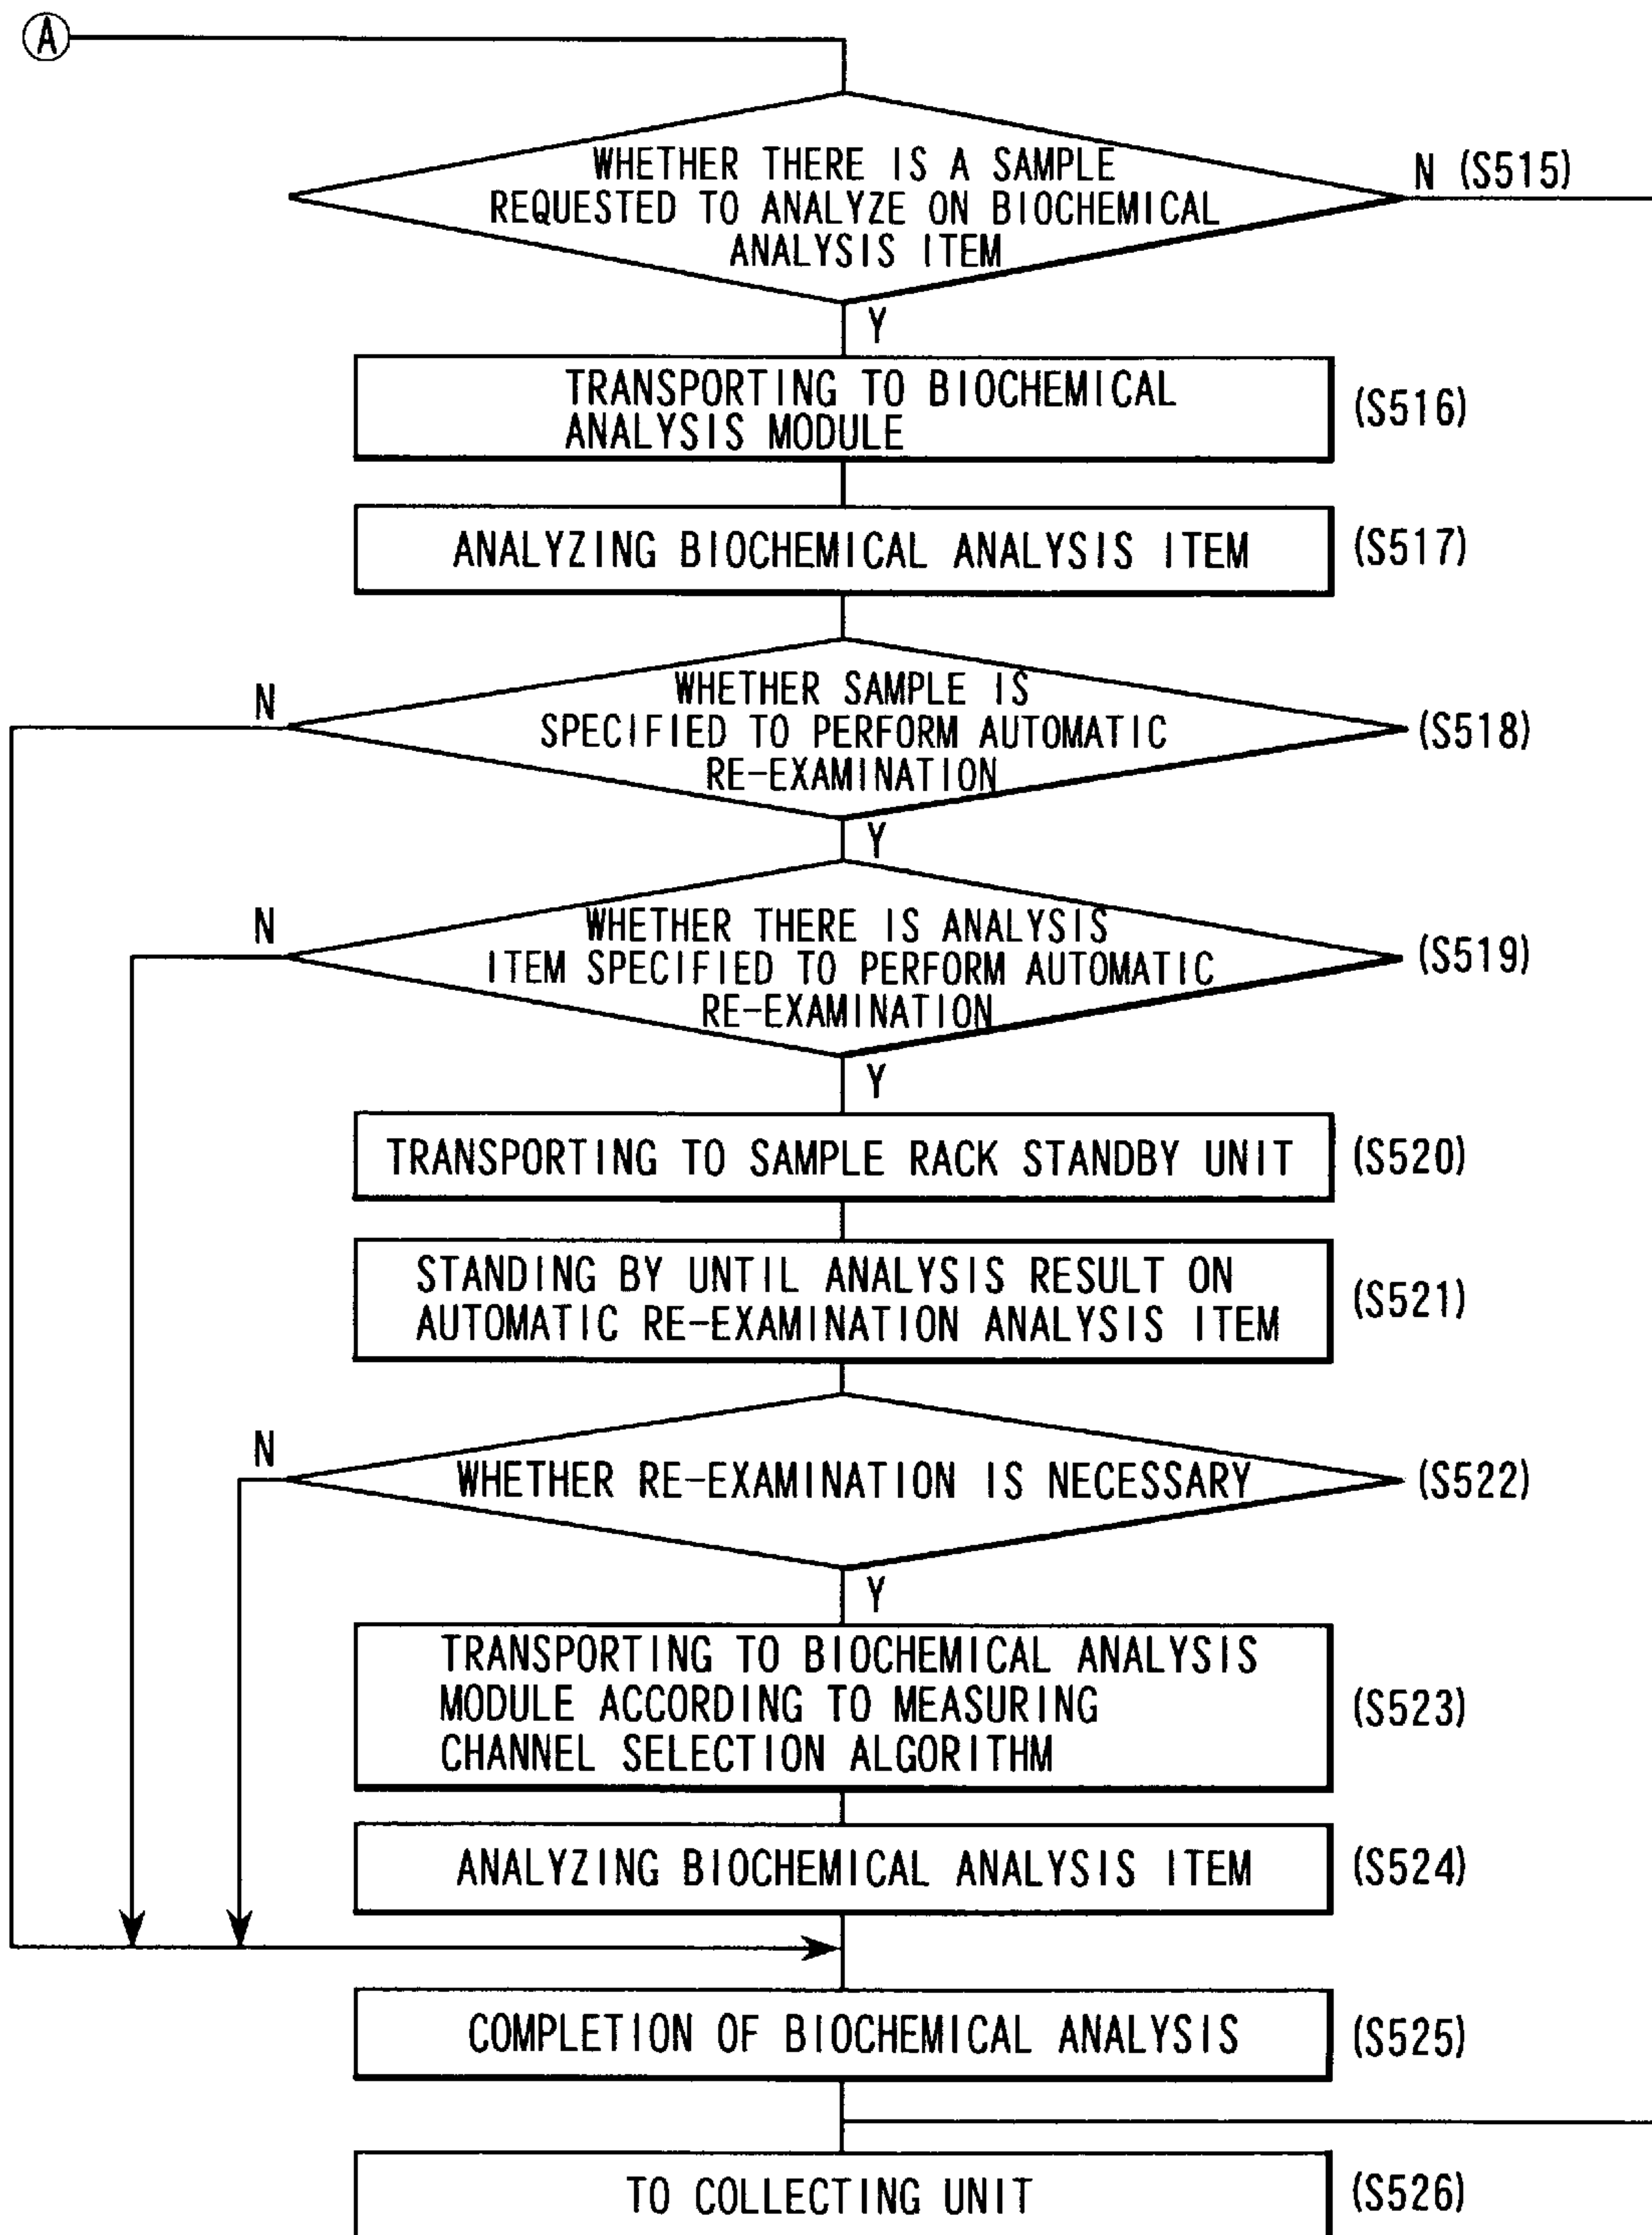 A
WHETHER THERE IS A SAMPLE
REQUESTED TO ANALYZE ON BIOCHEMICAL
ANALYSIS ITEM
N (S515)
Y
TRANSPORTING TO BIOCHEMICAL
ANALYSIS MODULE
(S516)
ANALYZING BIOCHEMICAL ANALYSIS ITEM
(S517)
WHETHER SAMPLE IS
SPECIFIED TO PERFORM AUTOMATIC
RE-EXAMINATION
N
(S518)
Y
WHETHER THERE IS ANALYSIS
ITEM SPECIFIED TO PERFORM AUTOMATIC
RE-EXAMINATION
N
(S519)
Y
TRANSPORTING TO SAMPLE RACK STANDBY UNIT
(S520)
STANDING BY UNTIL ANALYSIS RESULT ON
AUTOMATIC RE-EXAMINATION ANALYSIS ITEM
(S521)
N
WHETHER RE-EXAMINATION IS NECESSARY
(S522)
Y
TRANSPORTING TO BIOCHEMICAL ANALYSIS
MODULE ACCORDING TO MEASURING
CHANNEL SELECTION ALGORITHM
(S523)
ANALYZING BIOCHEMICAL ANALYSIS ITEM
(S524)
COMPLETION OF BIOCHEMICAL ANALYSIS
(S525)
TO COLLECTING UNIT
(S526)